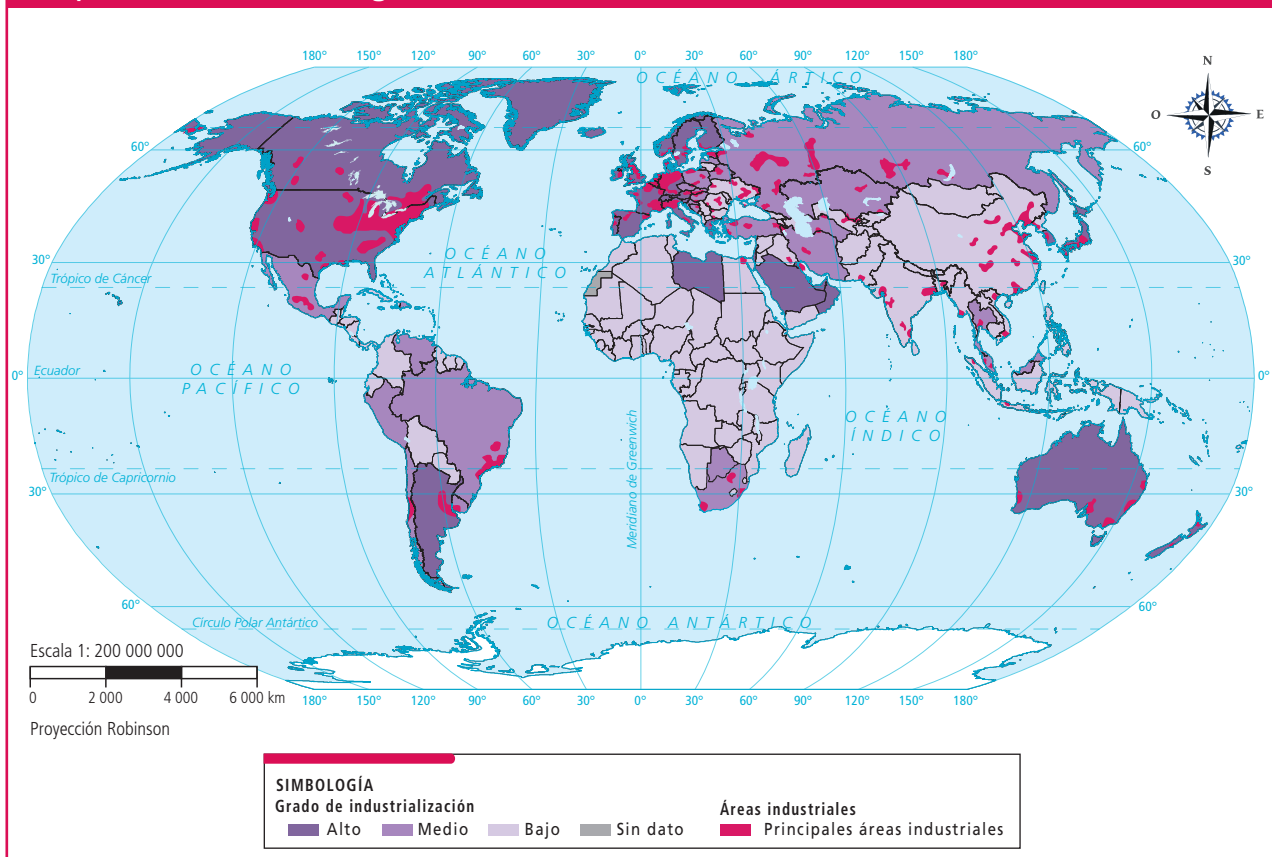 180° 150° 120° 90° 60° 30° 0° 30° 60° 90° 120° 150° 180°
OCÉANO ÁRTICO
N
O E
S
60° 60°
OCÉANO
ATLÁNTICO
30° 30°
Trópico de Cáncer
0° Ecuador 0°
OCÉANO
PACÍFICO
OCÉANO
ÍNDICO
Meridiano de Greenwich
Trópico de Capricornio
30° 30°
60° 60°
Círculo Polar Antártico
OCÉANO ANTÁRTICO
180° 150° 120° 90° 60° 30° 0° 30° 60° 90° 120° 150° 180°
Escala 1: 200 000 000
0 2 000 4 000 6 000 km
Proyección Robinson
SIMBOLOGÍA
Grado de industrialización
Alto Medio Bajo Sin dato
Áreas industriales
Principales áreas industriales